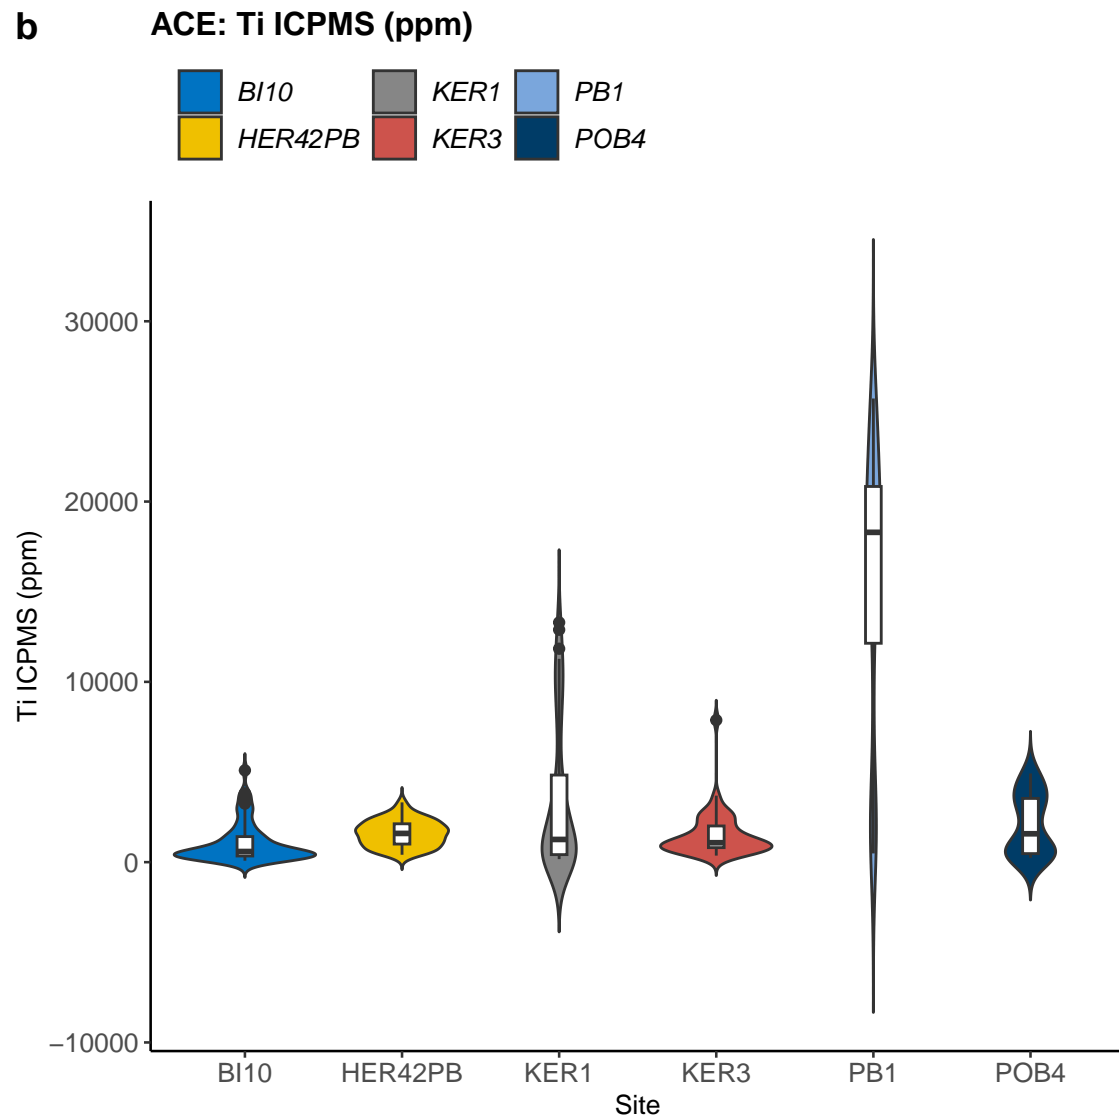 b ACE: Ti ICPMS (ppm)
BI10 KER1 PB1
HER42PB KER3 POB4
Ti ICPMS (ppm)
30000
20000
10000
0
−10000
BI10 HER42PB KER1 KER3 PB1 POB4
Site